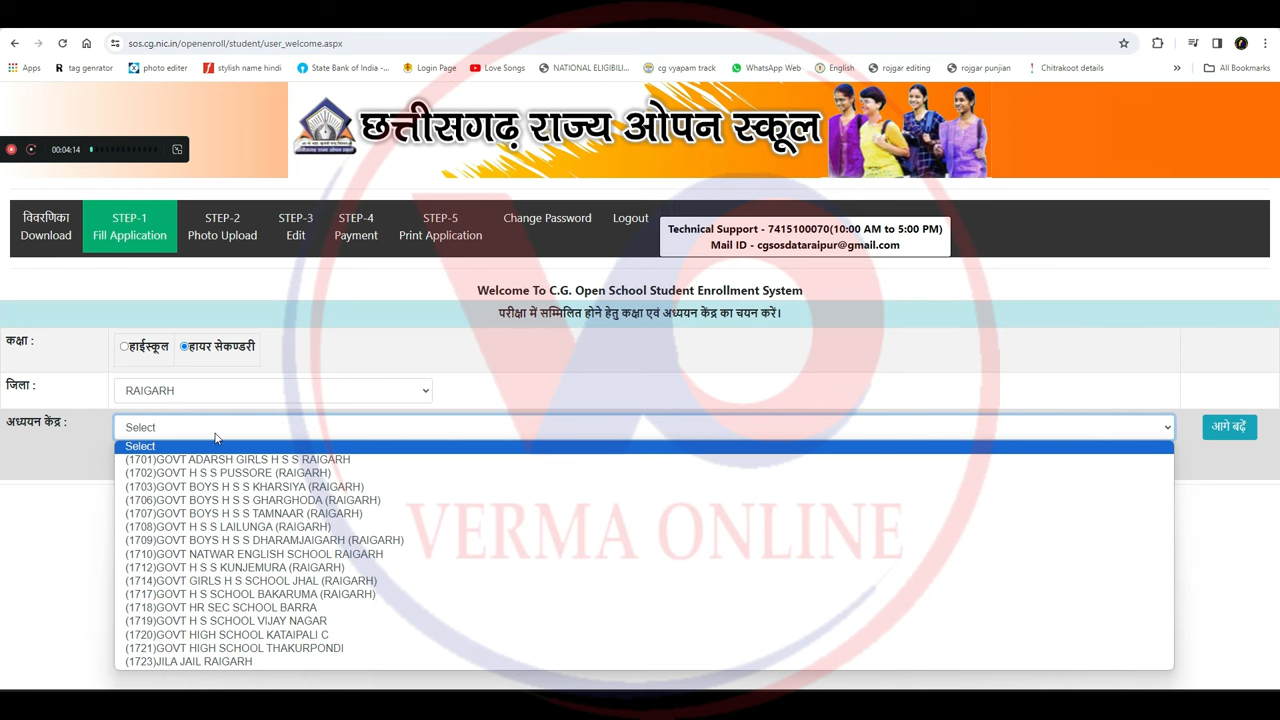 sos.cg.nic.in/openenroll/student/user_welcome.aspx
Apps
tag genrator
photo editer
stylish name hindi
State Bank of India -...
Login Page
Love Songs
NATIONAL ELIGIBILI...
cg vyapam track
WhatsApp Web
English
rojgar editing
rojgar punjian
Chitrakoot details
»
All Bookmarks
छत्तीसगढ़ राज्य ओपन स्कूल
00:04:14
विवरणिका
Download
STEP-1
Fill Application
STEP-2
Photo Upload
STEP-3
Edit
STEP-4
Payment
STEP-5
Print Application
Change Password
Logout
Technical Support - 7415100070(10:00 AM to 5:00 PM)
Mail ID - cgsosdataraipur@gmail.com
Welcome To C.G. Open School Student Enrollment System
परीक्षा में सम्मिलित होने हेतु कक्षा एवं अध्ययन केंद्र का चयन करें।
कक्षा :
हाईस्कूल
हायर सेकण्डरी
जिला :
RAIGARH
अध्ययन केंद्र :
Select
आगे बढ़ें
Select
(1701)GOVT ADARSH GIRLS H S S RAIGARH
(1702)GOVT H S S PUSSORE (RAIGARH)
(1703)GOVT BOYS H S S KHARSIYA (RAIGARH)
(1706)GOVT BOYS H S S GHARGHODA (RAIGARH)
(1707)GOVT BOYS H S S TAMNAAR (RAIGARH)
(1708)GOVT H S S LAILUNGA (RAIGARH)
(1709)GOVT BOYS H S S DHARAMJAIGARH (RAIGARH)
(1710)GOVT NATWAR ENGLISH SCHOOL RAIGARH
(1712)GOVT H S S KUNJEMURA (RAIGARH)
(1714)GOVT GIRLS H S SCHOOL JHAL (RAIGARH)
(1717)GOVT H S SCHOOL BAKARUMA (RAIGARH)
(1718)GOVT HR SEC SCHOOL BARRA
(1719)GOVT H S SCHOOL VIJAY NAGAR
(1720)GOVT HIGH SCHOOL KATAIPALI C
(1721)GOVT HIGH SCHOOL THAKURPONDI
(1723)JILA JAIL RAIGARH
VERMA ONLINE